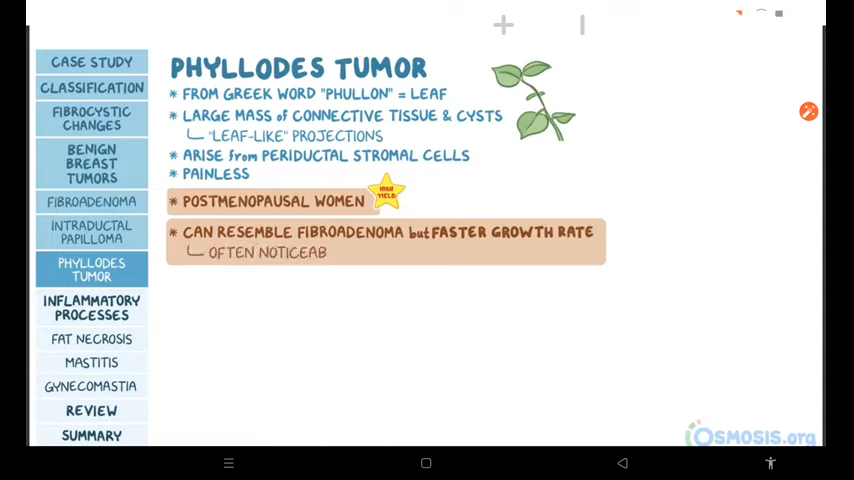 CASE STUDY
CLASSIFICATION
FIBROCYSTIC
CHANGES
BENIGN
BREAST
TUMORS
FIBROADENOMA
INTRADUCTAL
PAPILLOMA
PHYLLODES
TUMOR
INFLAMMATORY
PROCESSES
FAT NECROSIS
MASTITIS
GYNECOMASTIA
REVIEW
SUMMARY
PHYLLODES TUMOR
* FROM GREEK WORD "PHULLON" = LEAF
* LARGE MASS of CONNECTIVE TISSUE & CYSTS
"LEAF-LIKE" PROJECTIONS
* ARISE from PERIDUCTAL STROMAL CELLS
* PAINLESS
* POSTMENOPAUSAL WOMEN
HIGH
YIELD
* CAN RESEMBLE FIBROADENOMA but FASTER GROWTH RATE
OFTEN NOTICEAB
OSMOSIS.org